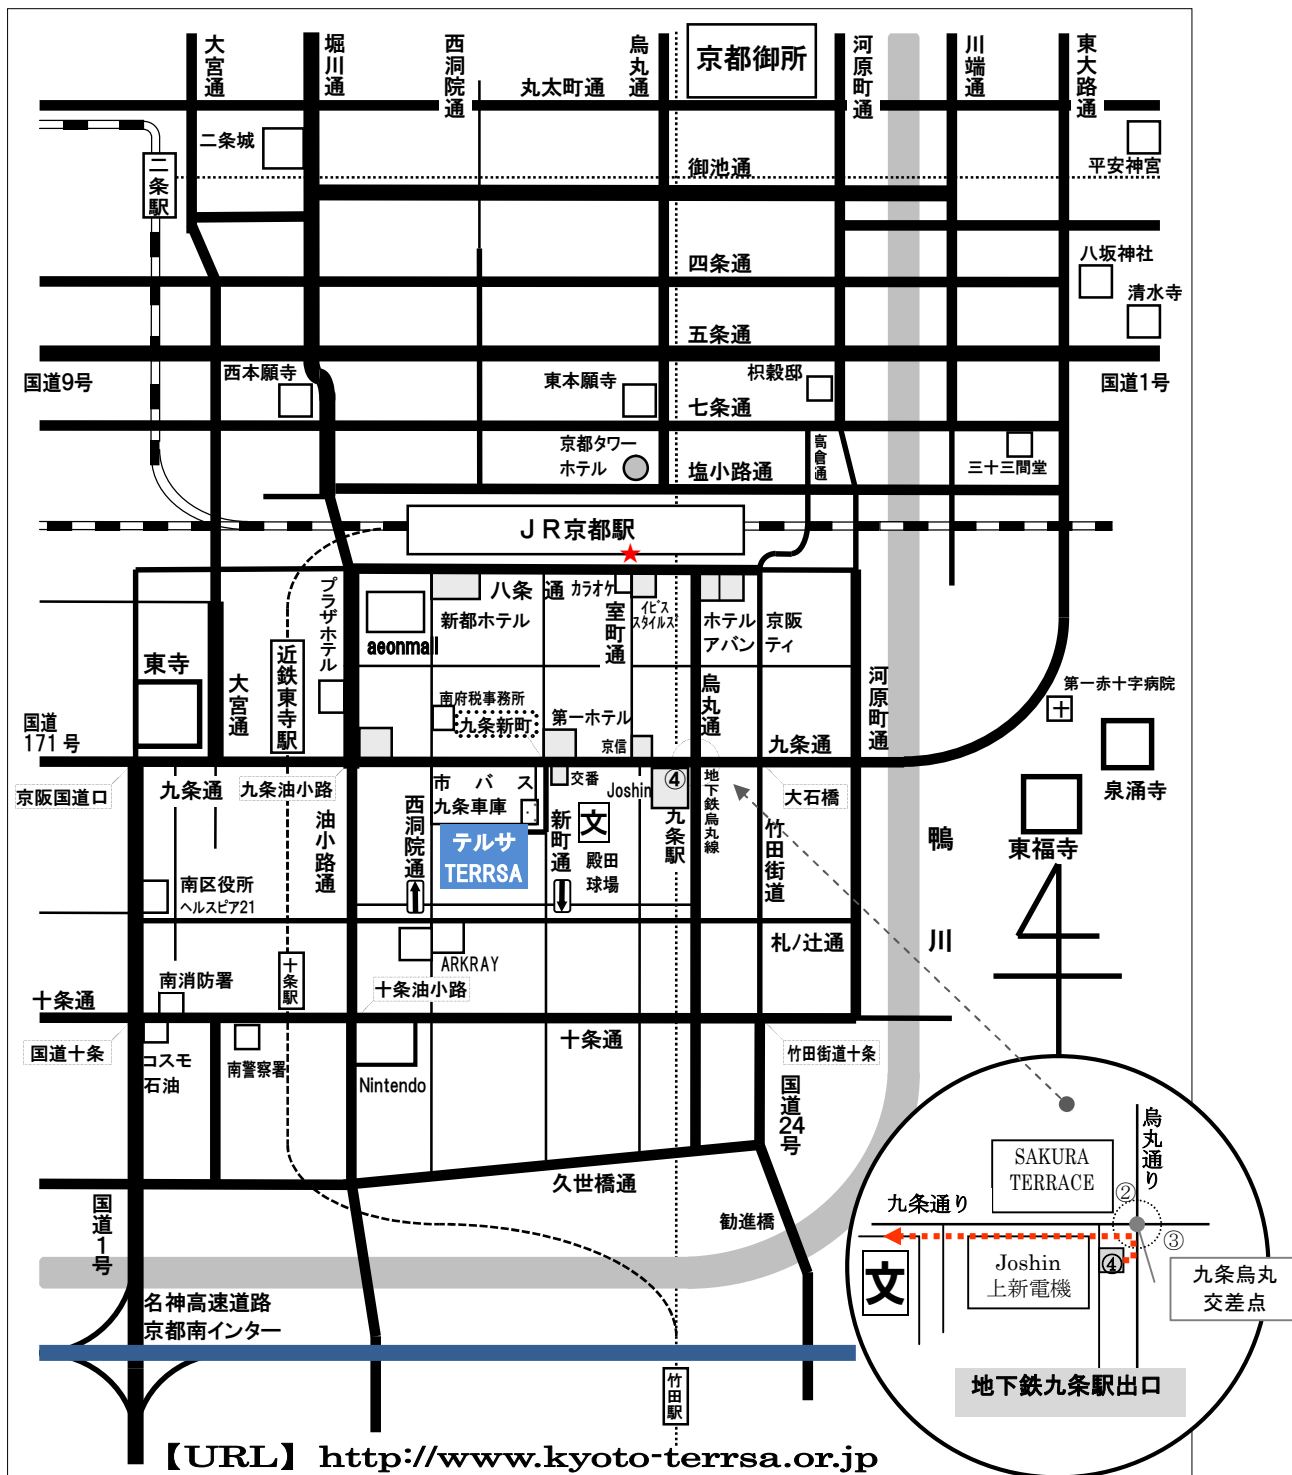 大宮通
堀川通
西洞院通
烏丸通
京都御所
河原町通
川端通
東大路通
丸太町通
二条城
二条駅
御池通
平安神宮
四条通
八坂神社
清水寺
五条通
国道9号
西本願寺
東本願寺
枳殻邸
国道1号
七条通
京都タワー
ホテル
塩小路通
高倉通
三十三間堂
JR京都駅
★
八条通
カラオケ
プラザホテル
aeonmall
新都ホテル
室町通
イビス
スタイルズ
ホテル
アバン
京阪
ティ
東寺
大宮通
近鉄東寺駅
南府税事務所
九条新町
第一ホテル
京信
烏丸通
河原町通
第一赤十字病院
十
泉涌寺
国道
171号
九条通
京阪国道口
九条通
九条油小路
市バス
九条車庫
交番
Joshin
④
九条駅
地下鉄烏丸線
大石橋
油小路通
西洞院通
テルサ
TERRSA
新町通
文
殿田
球場
竹田街道
鴨川
東福寺
南区役所
ヘルスピア21
札ノ辻通
ARKRAY
十条駅
南消防署
十条油小路
十条通
国道十条
コスモ
石油
南警察署
Nintendo
十条通
竹田街道十条
国道24号
久世橋通
勧進橋
国道1号
名神高速道路
京都南インター
竹田駅
烏丸通り
SAKURA
TERRACE
②
九条通り
③
文
Joshin
上新電機
④
九条烏丸
交差点
地下鉄九条駅出口
【URL】 http://www.kyoto-terrsa.or.jp